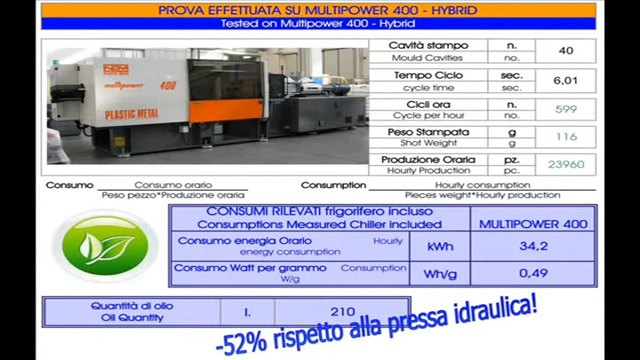 PROVA EFFETTUATA SU MULTIPOWER 400 - HYBRID
Tested on Multipower 400 - Hybrid
Cavità stampo n. 40
Mould Cavities no.
Tempo Ciclo sec. 6,01
cycle time sec.
Cicli ora n. 599
Cycle per hour no.
Peso Stampata g 116
Shot Weight g
Produzione Oraria pz. 23960
Hourly Production pc.
multipower 400
PLASTIC METAL
Consumo Consumo orario Consumption Hourly consumption
Peso pezzo*Produzione oraria Pieces weight*Hourly production
CONSUMI RILEVATI frigorifero incluso
Consumptions Measured Chiller included MULTIPOWER 400
Consumo energia Orario Hourly kWh 34,2
energy consumption
Consumo Watt per grammo Consumption Wh/g 0,49
W/g
Quantità di olio l. 210
Oil Quantity
-52% rispetto alla pressa idraulica!